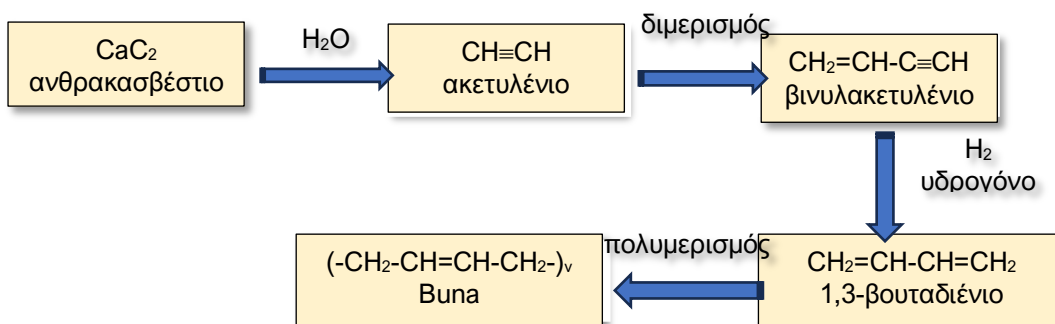 CaC₂
ανθρακασβέστιο
H₂O
CH≡CH
ακετυλένιο
διμερισμός
CH₂=CH-C≡CH
βινυλακετυλένιο
H₂
υδρογόνο
CH₂=CH-CH=CH₂
1,3-βουταδιένιο
πολυμερισμός
(-CH₂-CH=CH-CH₂-)ᵥ
Buna